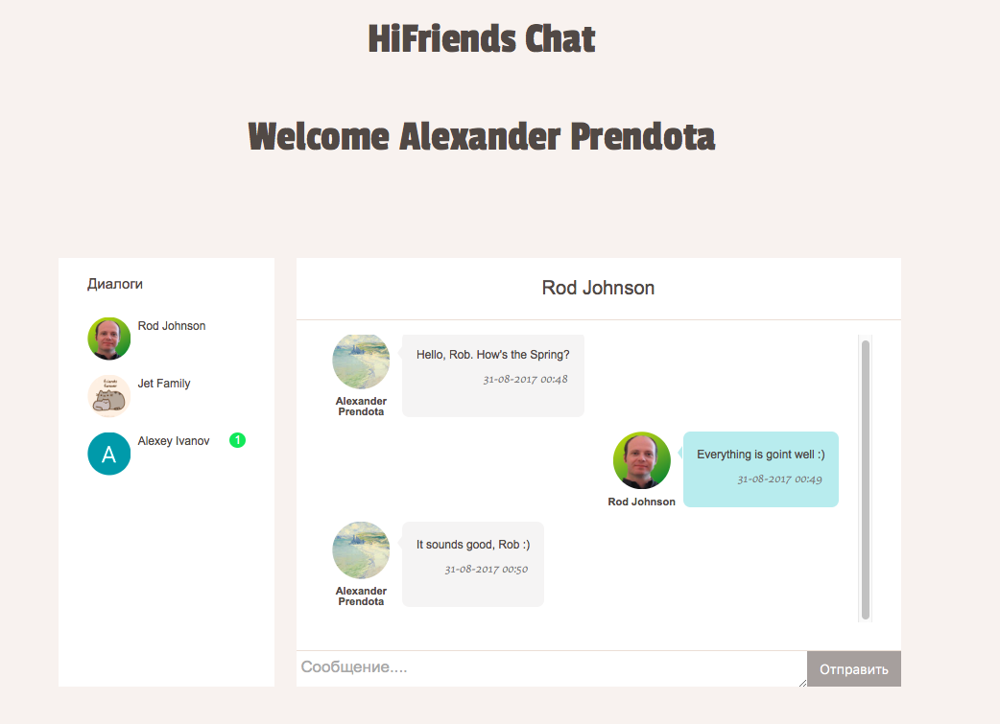 HiFriends Chat
Welcome Alexander Prendota
Диалоги
Rod Johnson
Jet Family
A
Alexey Ivanov 1
Rod Johnson
Hello, Rob. How's the Spring?
31-08-2017 00:48
Alexander
Prendota
Everything is goint well :)
31-08-2017 00:49
Rod Johnson
It sounds good, Rob :)
31-08-2017 00:50
Alexander
Prendota
Сообщение....
Отправить